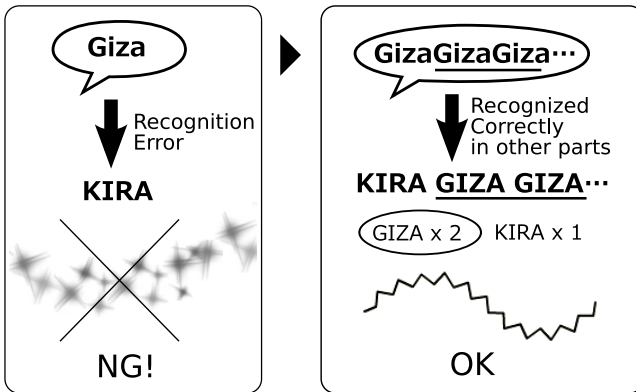 Giza
Recognition
Error
KIRA
NG!
GizaGizaGiza···
Recognized
Correctly
in other parts
KIRA GIZA GIZA···
GIZA x 2 KIRA x 1
OK